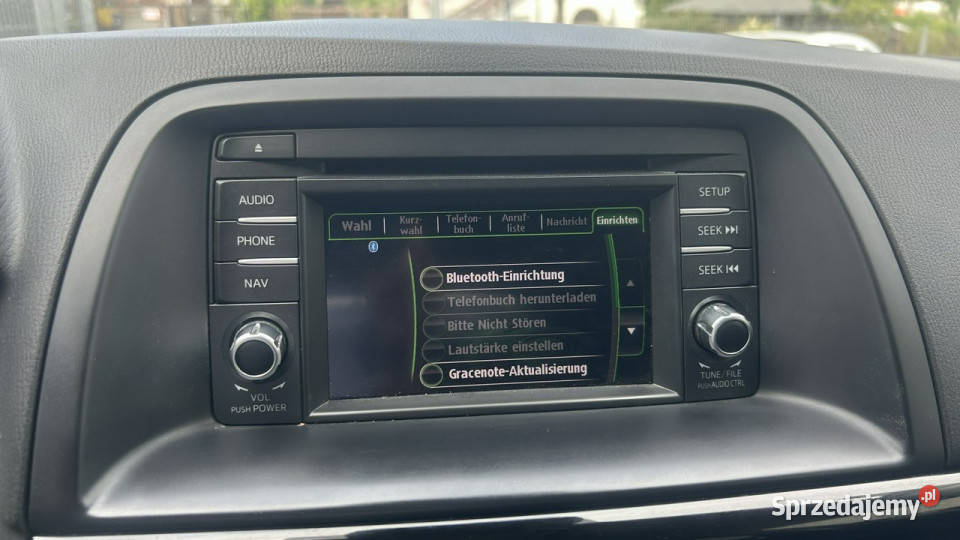 AUDIO
PHONE
NAV
VOL
PUSH POWER
Wahl
Kurz-
wahl
Telefon-
buch
Anruf-
liste
Nachricht
Einrichten
Bluetooth-Einrichtung
Telefonbuch herunterladen
Bitte Nicht Stören
Lautstärke einstellen
Gracenote-Aktualisierung
SETUP
SEEK
SEEK
TUNE/FILE
PUSH AUDIO CTRL
Sprzedajemy.pl